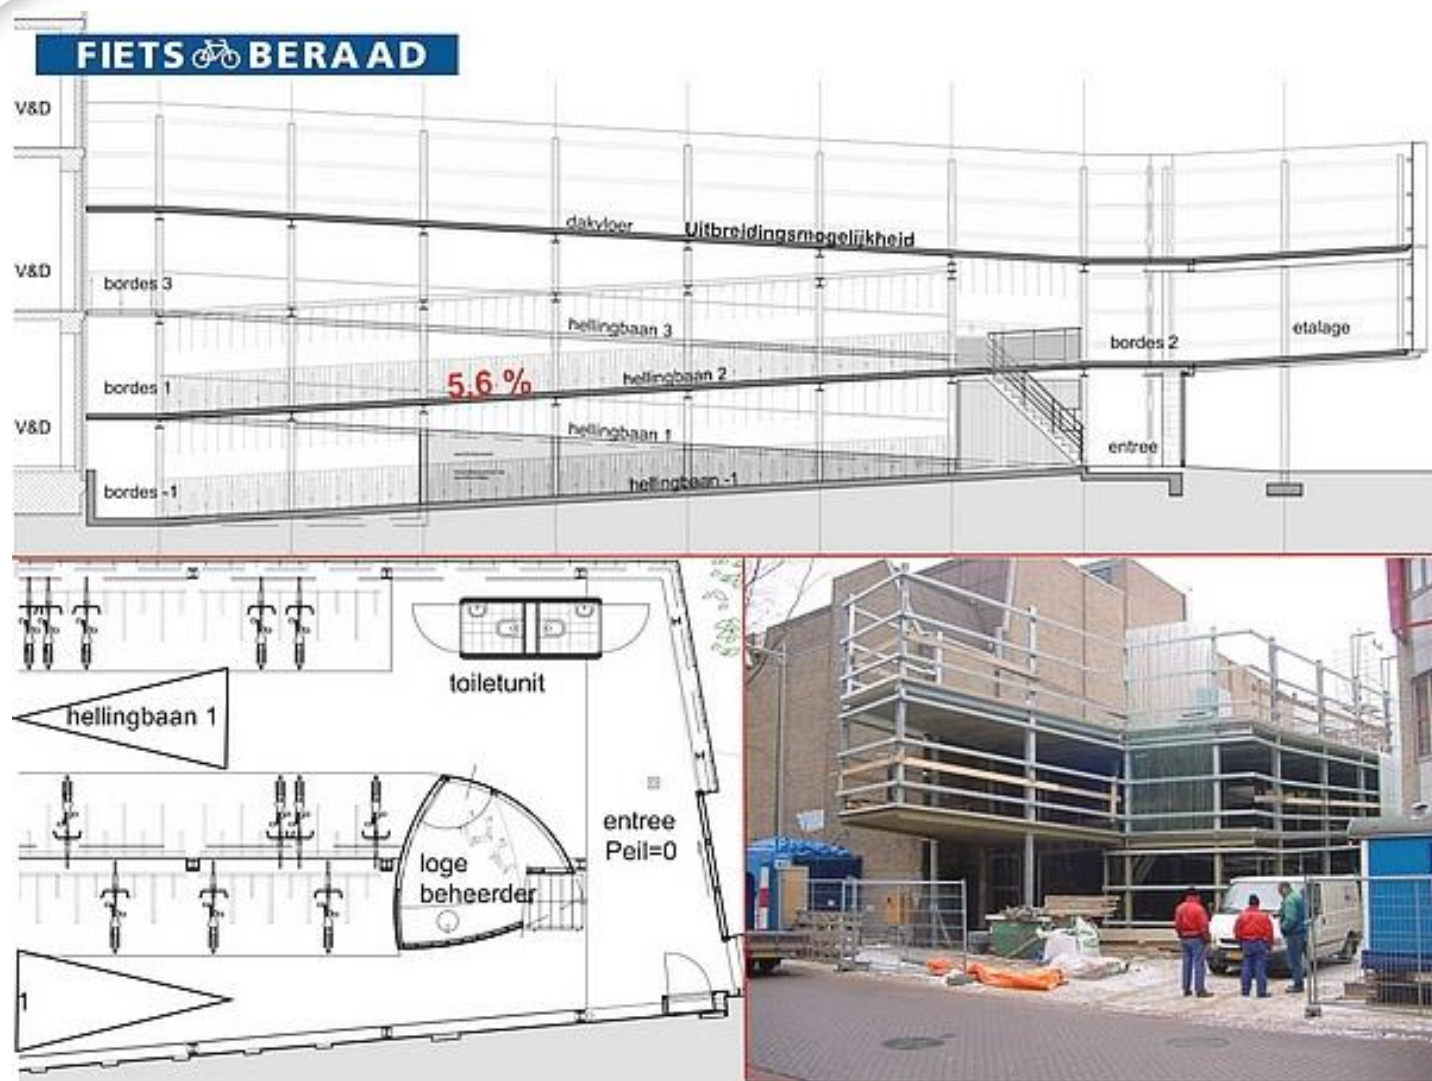 FIETS BERAAD
V&D
dakvloer
Uitbreidingsmogelijkheid
V&D
bordes 3
hellingbaan 3
etalage
bordes 2
bordes 1
5,6 %
hellingbaan 2
V&D
hellingbaan 1
entree
bordes -1
hellingbaan -1
toiletunit
hellingbaan 1
entree
Peil=0
loge
beheerder
1